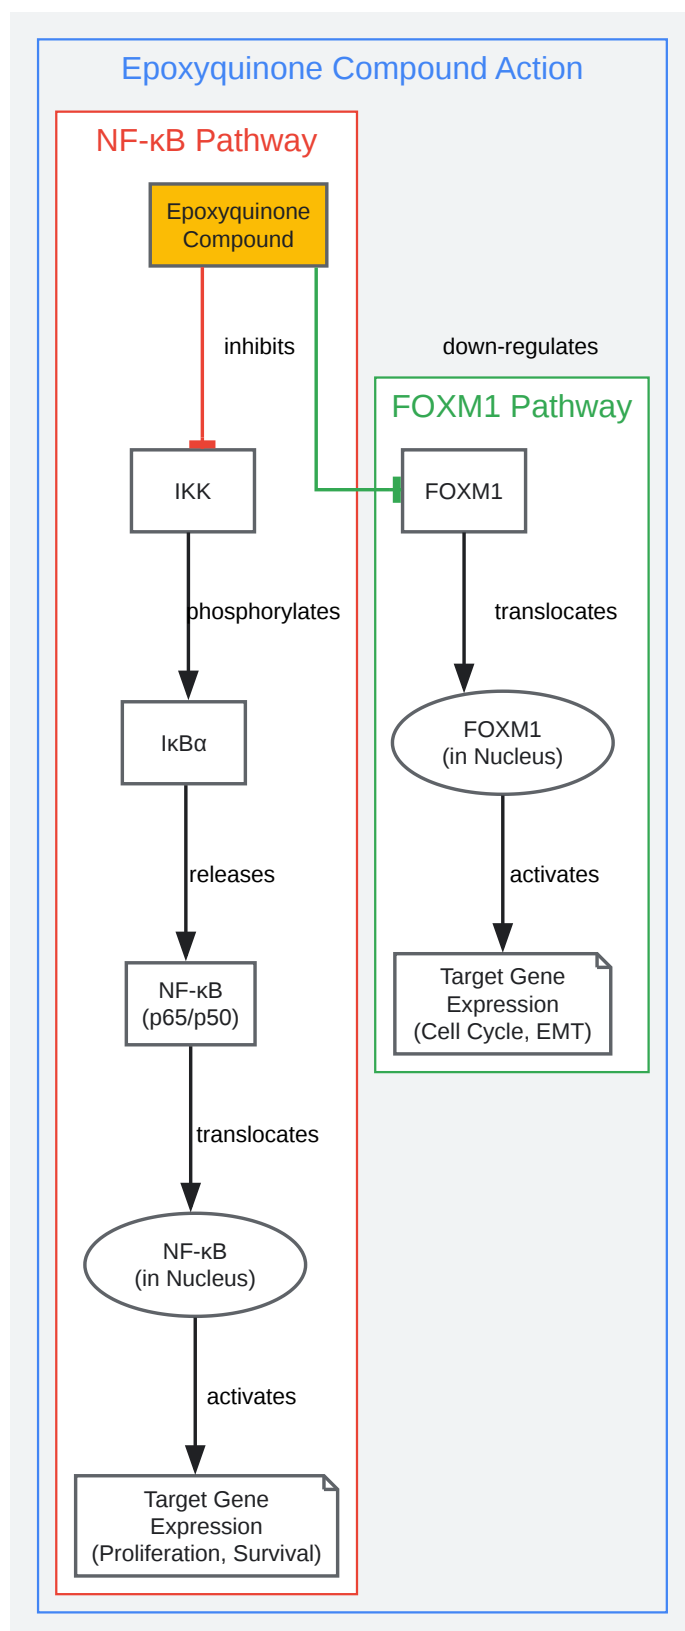 Epoxyquinone Compound Action
NF-κB Pathway
Epoxyquinone
Compound
inhibits
down-regulates
FOXM1 Pathway
IKK
FOXM1
phosphorylates
translocates
IκBα
FOXM1
(in Nucleus)
releases
activates
NF-κB
(p65/p50)
Target Gene
Expression
(Cell Cycle, EMT)
translocates
NF-κB
(in Nucleus)
activates
Target Gene
Expression
(Proliferation, Survival)